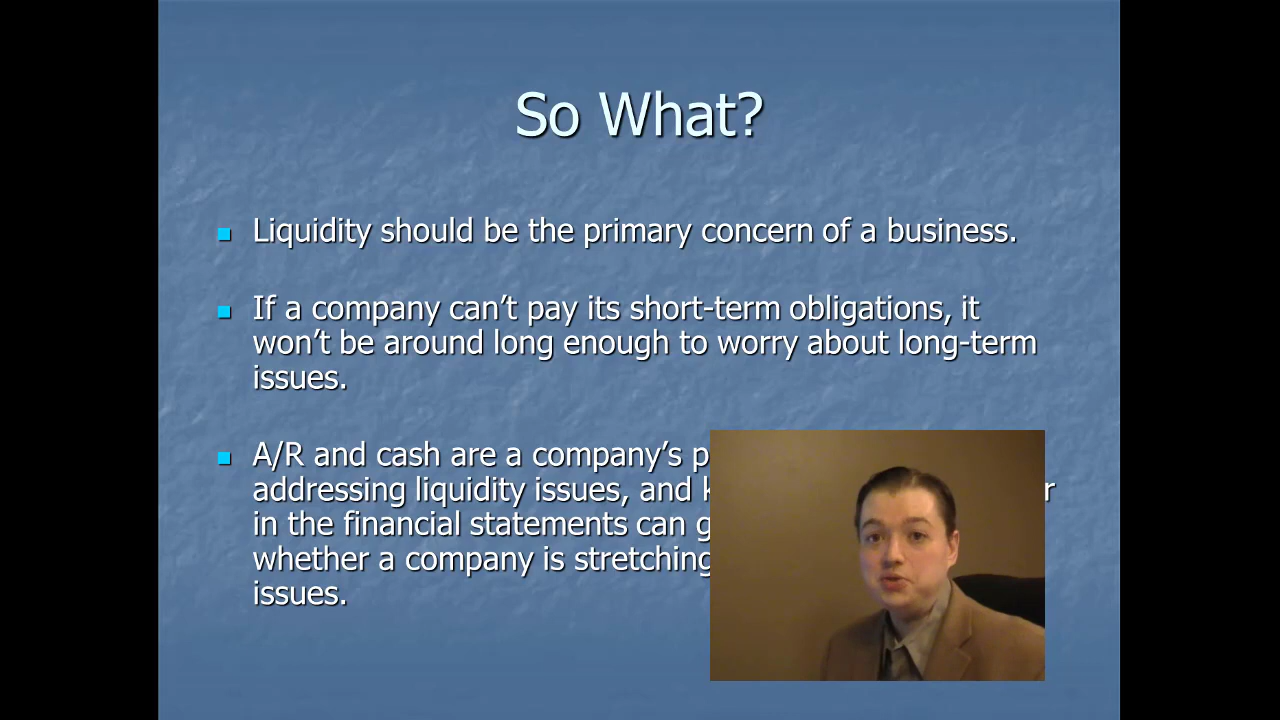 So What?
Liquidity should be the primary concern of a business.
If a company can’t pay its short-term obligations, it
won’t be around long enough to worry about long-term
issues.
A/R and cash are a company’s
addressing liquidity issues, and
in the financial statements can
whether a company is stretching
issues.